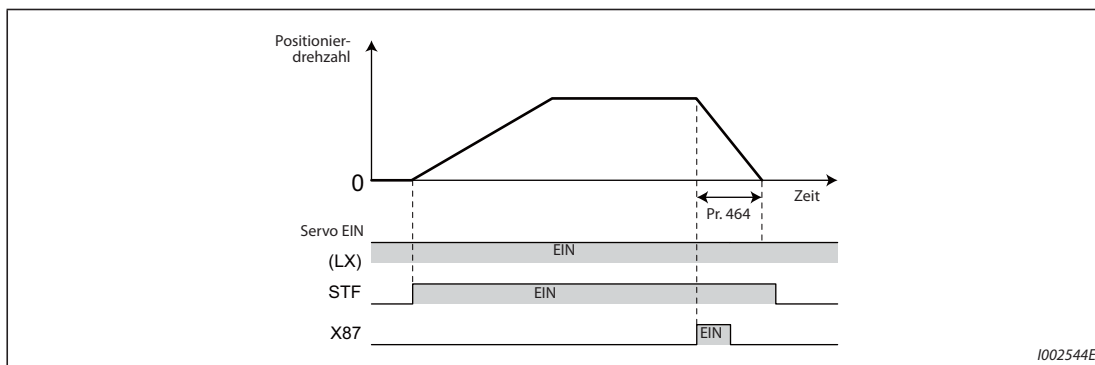 Positionier-
drehzahl
0
Zeit
Pr. 464
Servo EIN
(LX)
EIN
STF
EIN
X87
EIN
I002544E